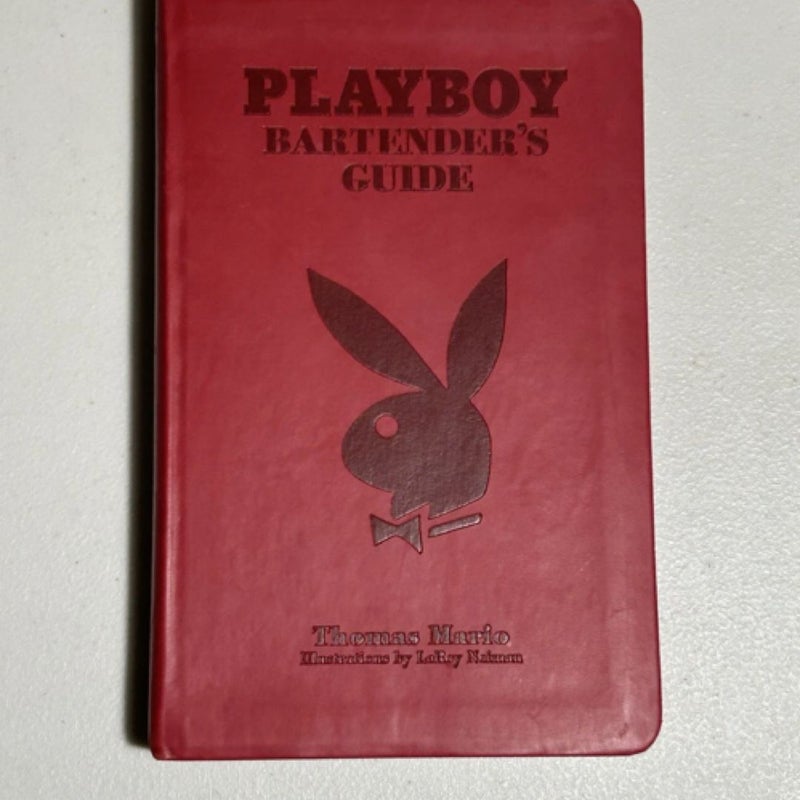 PLAYBOY
BARTENDER'S
GUIDE
Thomas Mario
Illustrations by LeRoy Neiman